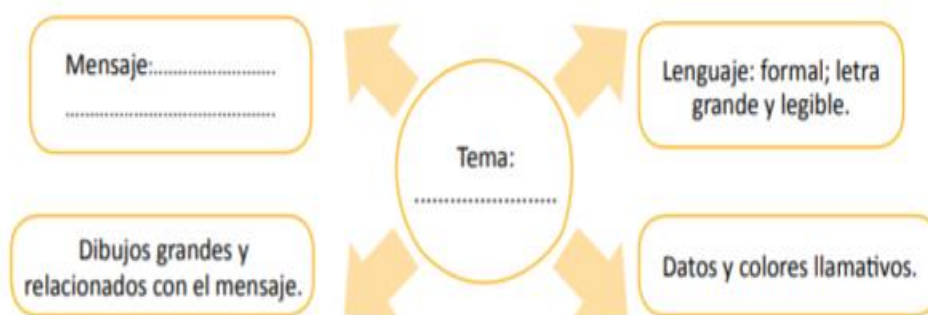 Mensaje:............................
...............................................
Lenguaje: formal; letra
grande y legible.
Tema:
.........................
Dibujos grandes y
relacionados con el mensaje.
Datos y colores llamativos.